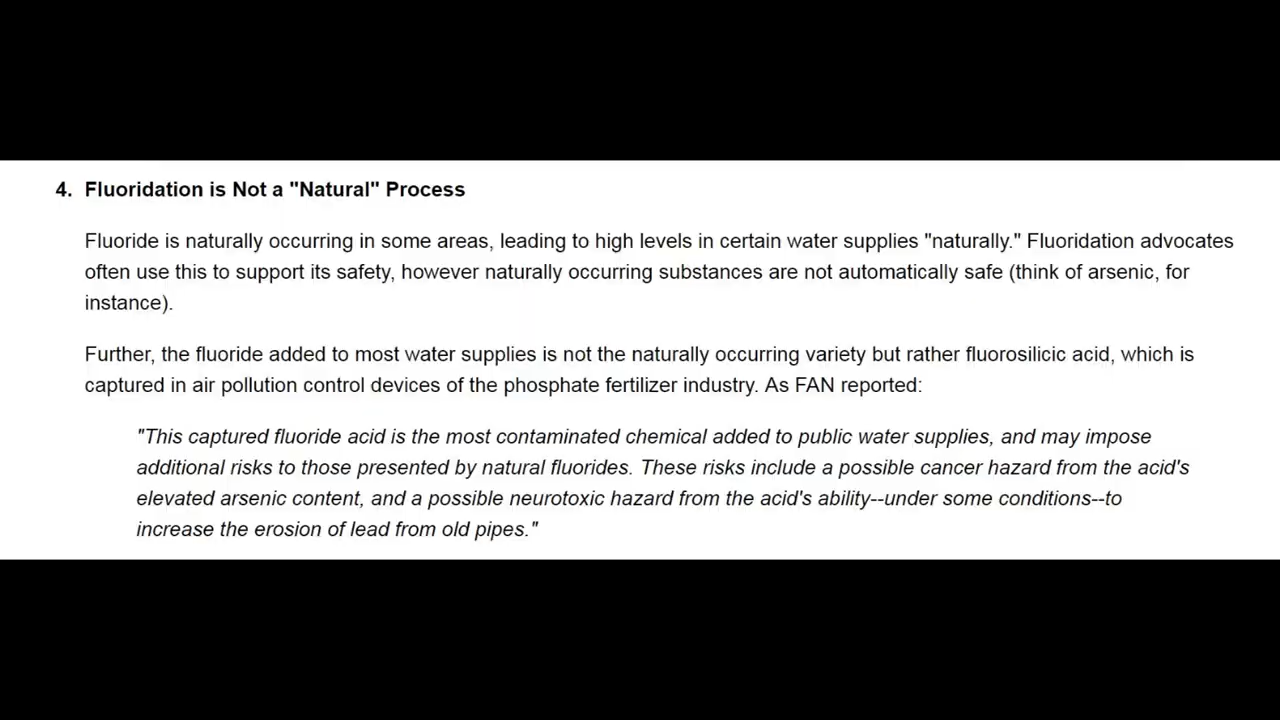 4. Fluoridation is Not a "Natural" Process
Fluoride is naturally occurring in some areas, leading to high levels in certain water supplies "naturally." Fluoridation advocates
often use this to support its safety, however naturally occurring substances are not automatically safe (think of arsenic, for
instance).
Further, the fluoride added to most water supplies is not the naturally occurring variety but rather fluorosilicic acid, which is
captured in air pollution control devices of the phosphate fertilizer industry. As FAN reported:
"This captured fluoride acid is the most contaminated chemical added to public water supplies, and may impose
additional risks to those presented by natural fluorides. These risks include a possible cancer hazard from the acid's
elevated arsenic content, and a possible neurotoxic hazard from the acid's ability--under some conditions--to
increase the erosion of lead from old pipes."